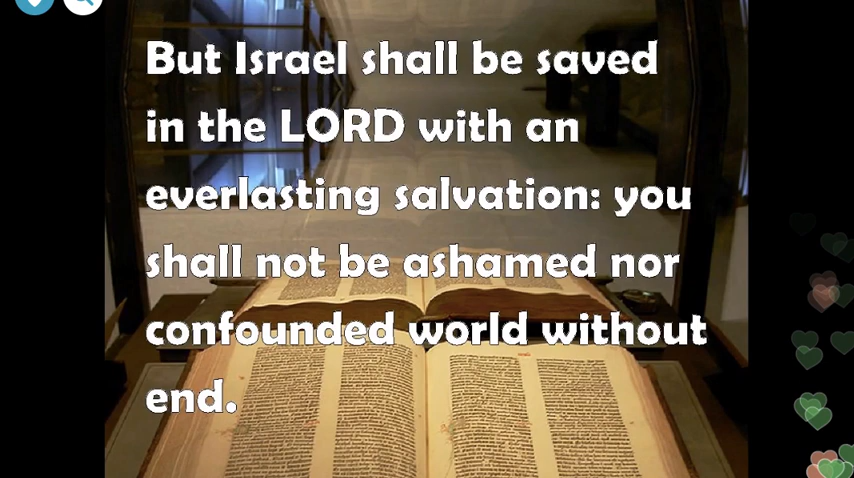 But Israel shall be saved
in the LORD with an
everlasting salvation: you
shall not be ashamed nor
confounded world without
end.